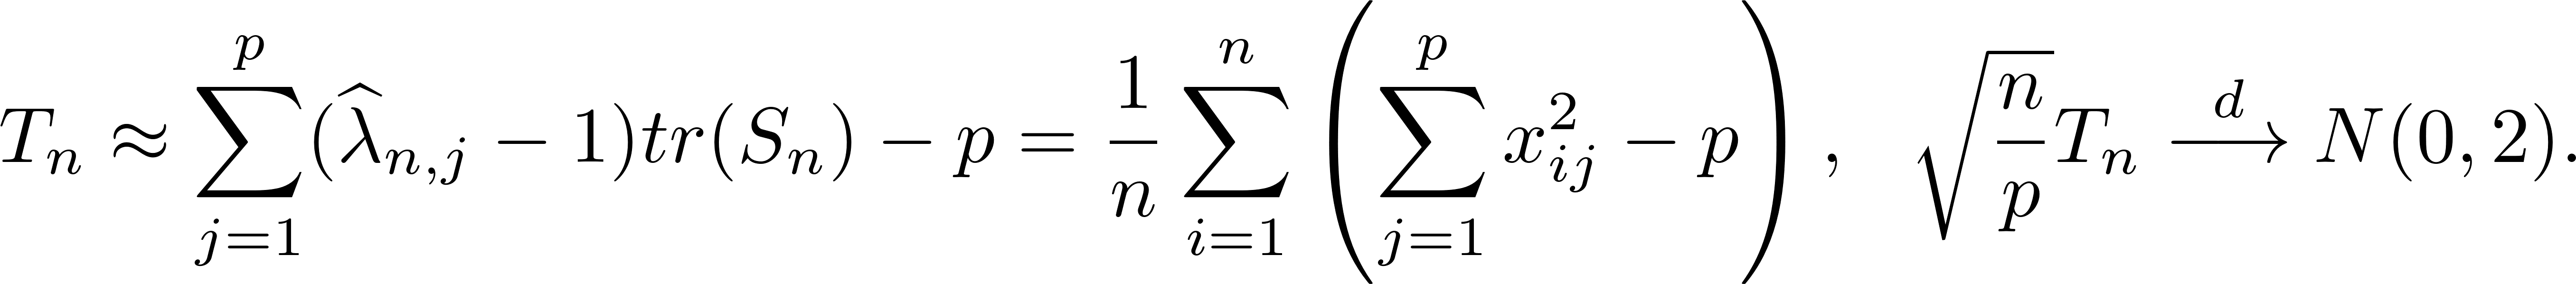 $T_n \approx \sum_{j=1}^{p} (\widehat{\lambda}_{n,j} - 1) tr(S_n) - p = \frac{1}{n} \sum_{i=1}^{n} \left( \sum_{j=1}^{p} x_{ij}^2 - p \right), \quad \sqrt{\frac{n}{p}} T_n \xrightarrow{d} N(0, 2).$